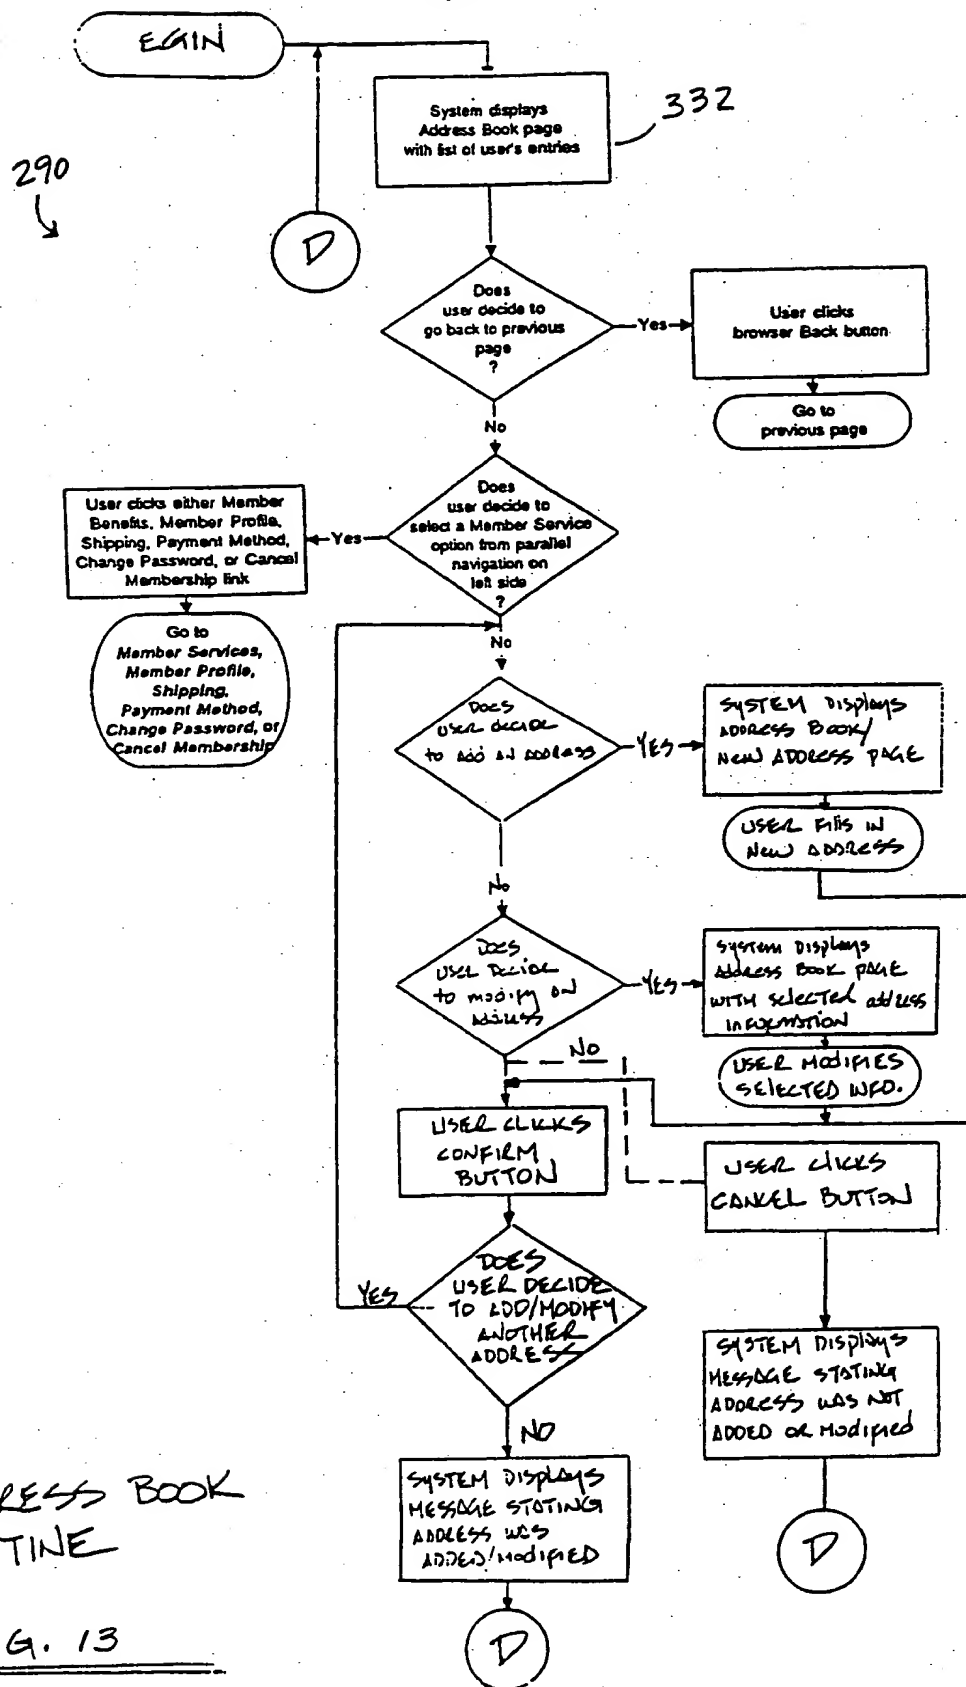 EGIN
System displays
Address Book page
with list of user's entries
332
290
D
Does
user decide to
go back to previous
page
?
Yes
User clicks
browser Back button
Go to
previous page
No
Does
user decide to
select a Member Service
option from parallel
navigation on
left side
?
Yes
User clicks either Member
Benefits, Member Profile,
Shipping, Payment Method,
Change Password, or Cancel
Membership link
Go to
Member Services,
Member Profile,
Shipping,
Payment Method,
Change Password, or
Cancel Membership
No
DOES
USER DECIDE
TO ADD AN ADDRESS
YES
SYSTEM DISPLAYS
ADDRESS BOOK/
NEW ADDRESS PAGE
USER FILLS IN
NEW ADDRESS
No
DOES
USER DECIDE
to modify an
ADDRESS
YES
SYSTEM DISPLAYS
ADDRESS BOOK PAGE
WITH selected address
INFORMATION
USER MODIFIES
SELECTED INFO.
No
USER CLICKS
CONFIRM
BUTTON
USER CLICKS
CANCEL BUTTON
DOES
USER DECIDE
TO ADD/MODIFY
ANOTHER
ADDRESS
YES
SYSTEM DISPLAYS
MESSAGE STATING
ADDRESS WAS NOT
ADDED OR Modified
NO
SYSTEM DISPLAYS
MESSAGE STATING
ADDRESS WAS
ADDED/MODIFIED
D
D
RESS BOOK
TINE
G. 13